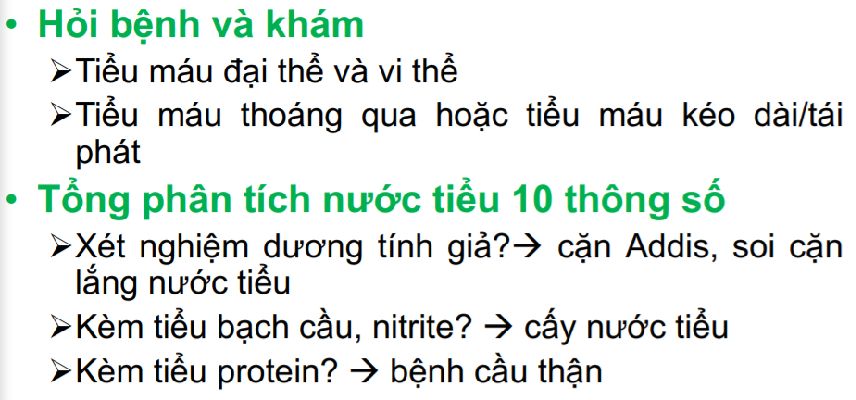 • Hỏi bệnh và khám
➢Tiểu máu đại thể và vi thể
➢Tiểu máu thoáng qua hoặc tiểu máu kéo dài/tái
phát
• Tổng phân tích nước tiểu 10 thông số
➢Xét nghiệm dương tính giả?→ cặn Addis, soi cặn
lắng nước tiểu
➢Kèm tiểu bạch cầu, nitrite? → cấy nước tiểu
➢Kèm tiểu protein? → bệnh cầu thận